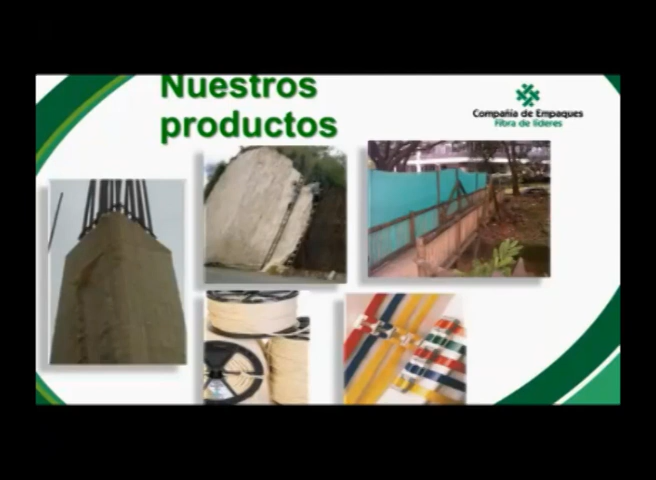 Nuestros
productos
Compañía de Empaques
Fibra de líderes